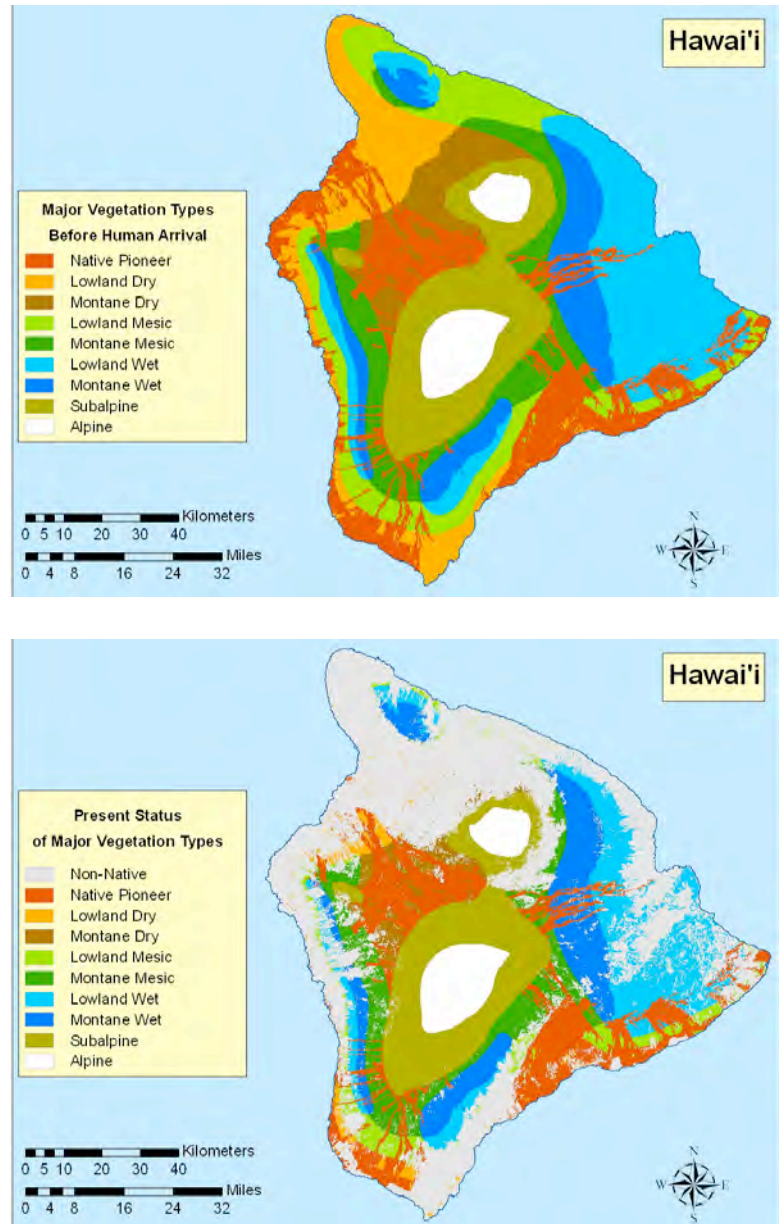 Hawai'i
Major Vegetation Types
Before Human Arrival
Native Pioneer
Lowland Dry
Montane Dry
Lowland Mesic
Montane Mesic
Lowland Wet
Montane Wet
Subalpine
Alpine
Kilometers
0 5 10 20 30 40
Miles
0 4 8 16 24 32
N
W E
S
Hawai'i
Present Status
of Major Vegetation Types
Non-Native
Native Pioneer
Lowland Dry
Montane Dry
Lowland Mesic
Montane Mesic
Lowland Wet
Montane Wet
Subalpine
Alpine
Kilometers
0 5 10 20 30 40
Miles
0 4 8 16 24 32
N
W E
S